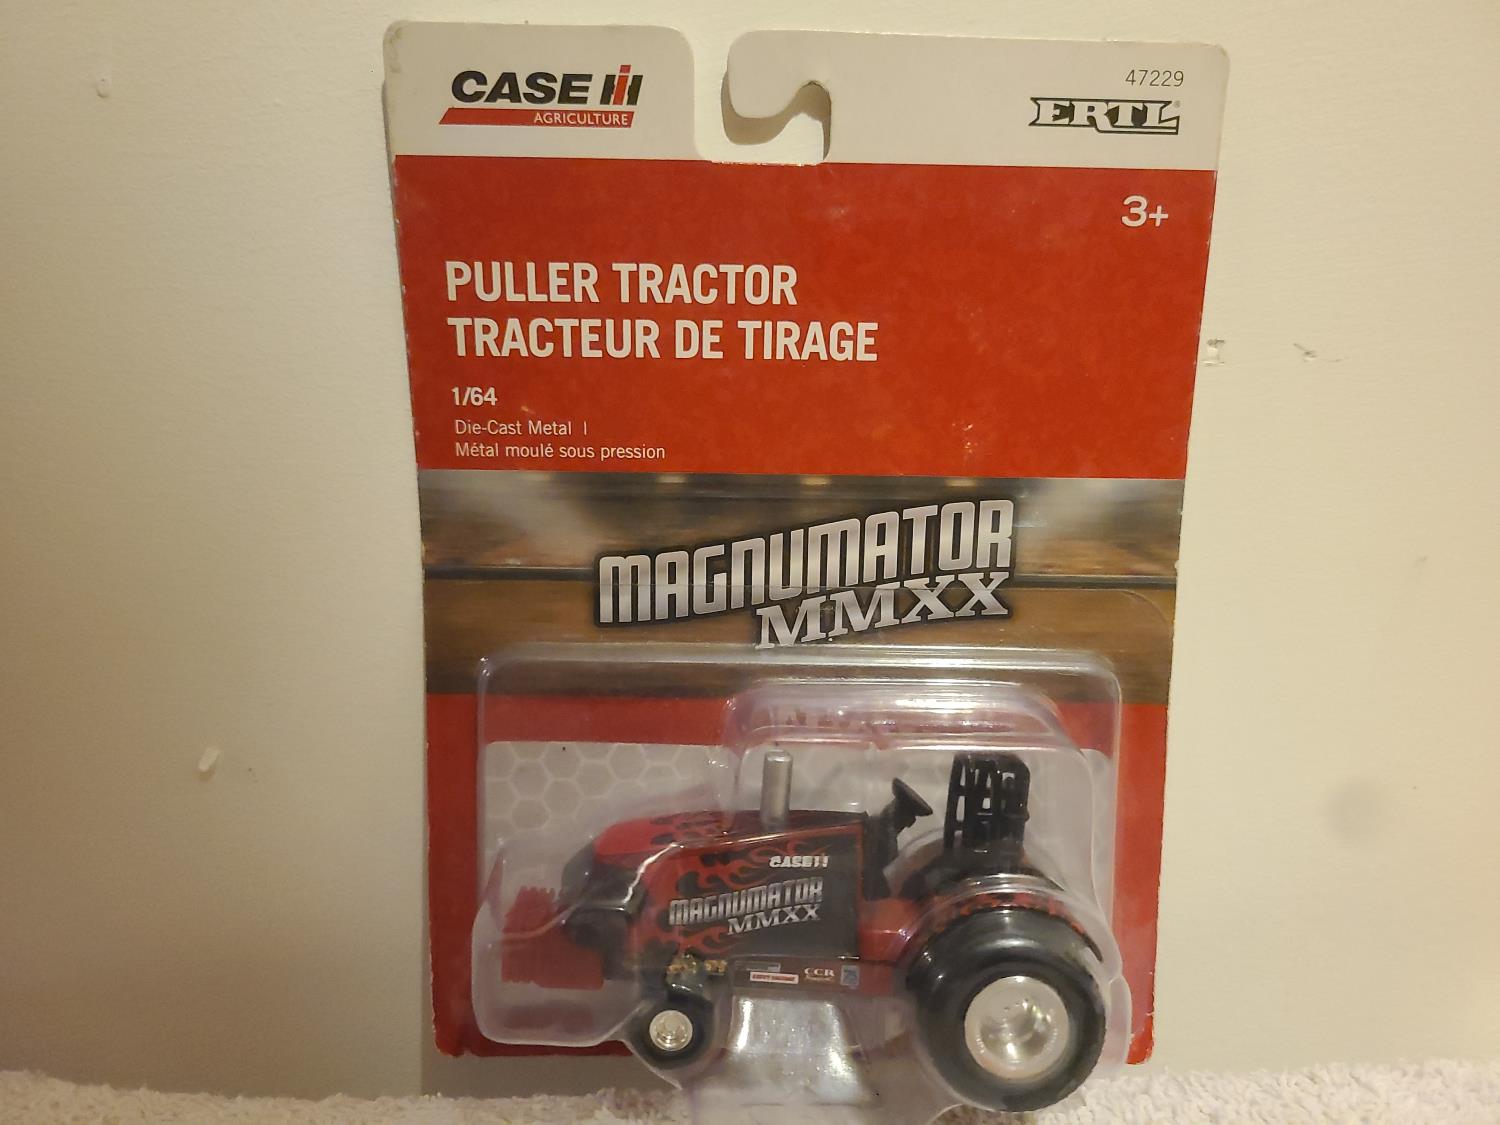 CASE IH
AGRICULTURE
47229
ERTL
3+
PULLER TRACTOR
TRACTEUR DE TIRAGE
1/64
Die-Cast Metal |
Métal moulé sous pression
MAGNUMATOR
MMXX
CASE IH
MAGNUMATOR
MMXX
CCR